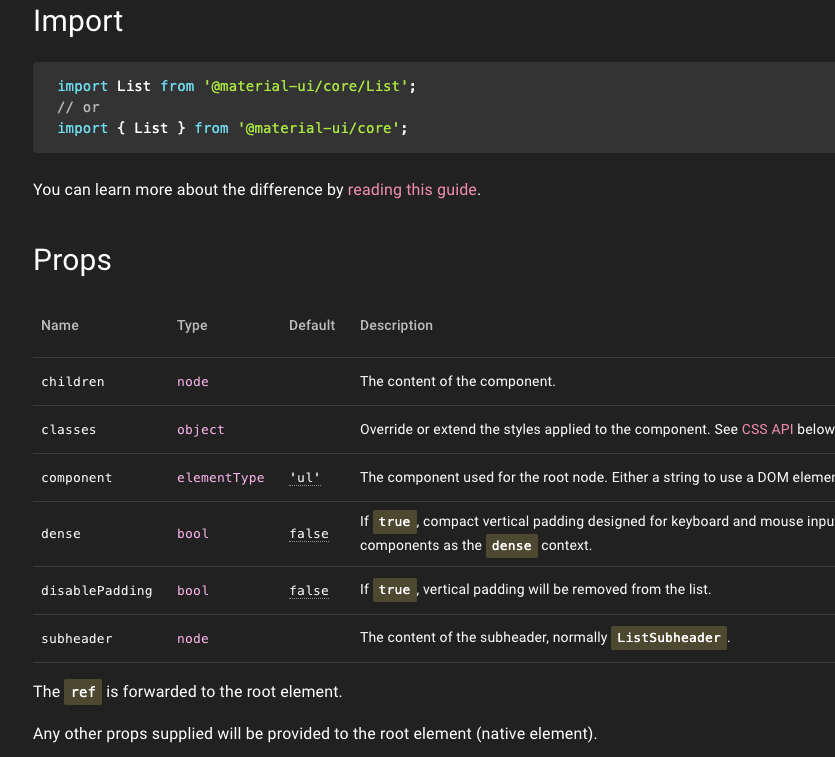 Import
import List from '@material-ui/core/List';
// or
import { List } from '@material-ui/core';
You can learn more about the difference by reading this guide.
Props
Name Type Default Description
children node The content of the component.
classes object Override or extend the styles applied to the component. See CSS API below
component elementType 'ul' The component used for the root node. Either a string to use a DOM
dense bool false If true, compact vertical padding designed for keyboard and mouse
components as the dense context.
disablePadding bool false If true, vertical padding will be removed from the list.
subheader node The content of the subheader, normally ListSubheader.
The ref is forwarded to the root element.
Any other props supplied will be provided to the root element (native element).